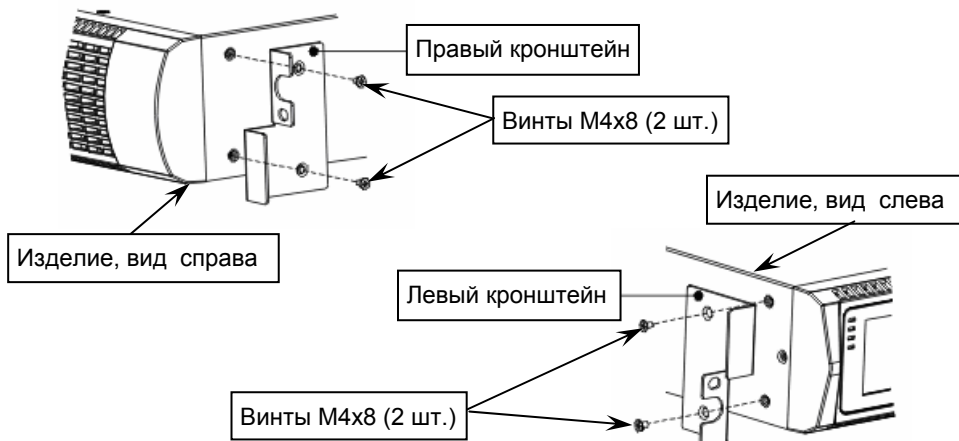 Правый кронштейн
Винты М4х8 (2 шт.)
Изделие, вид справа
Изделие, вид слева
Левый кронштейн
Винты М4х8 (2 шт.)